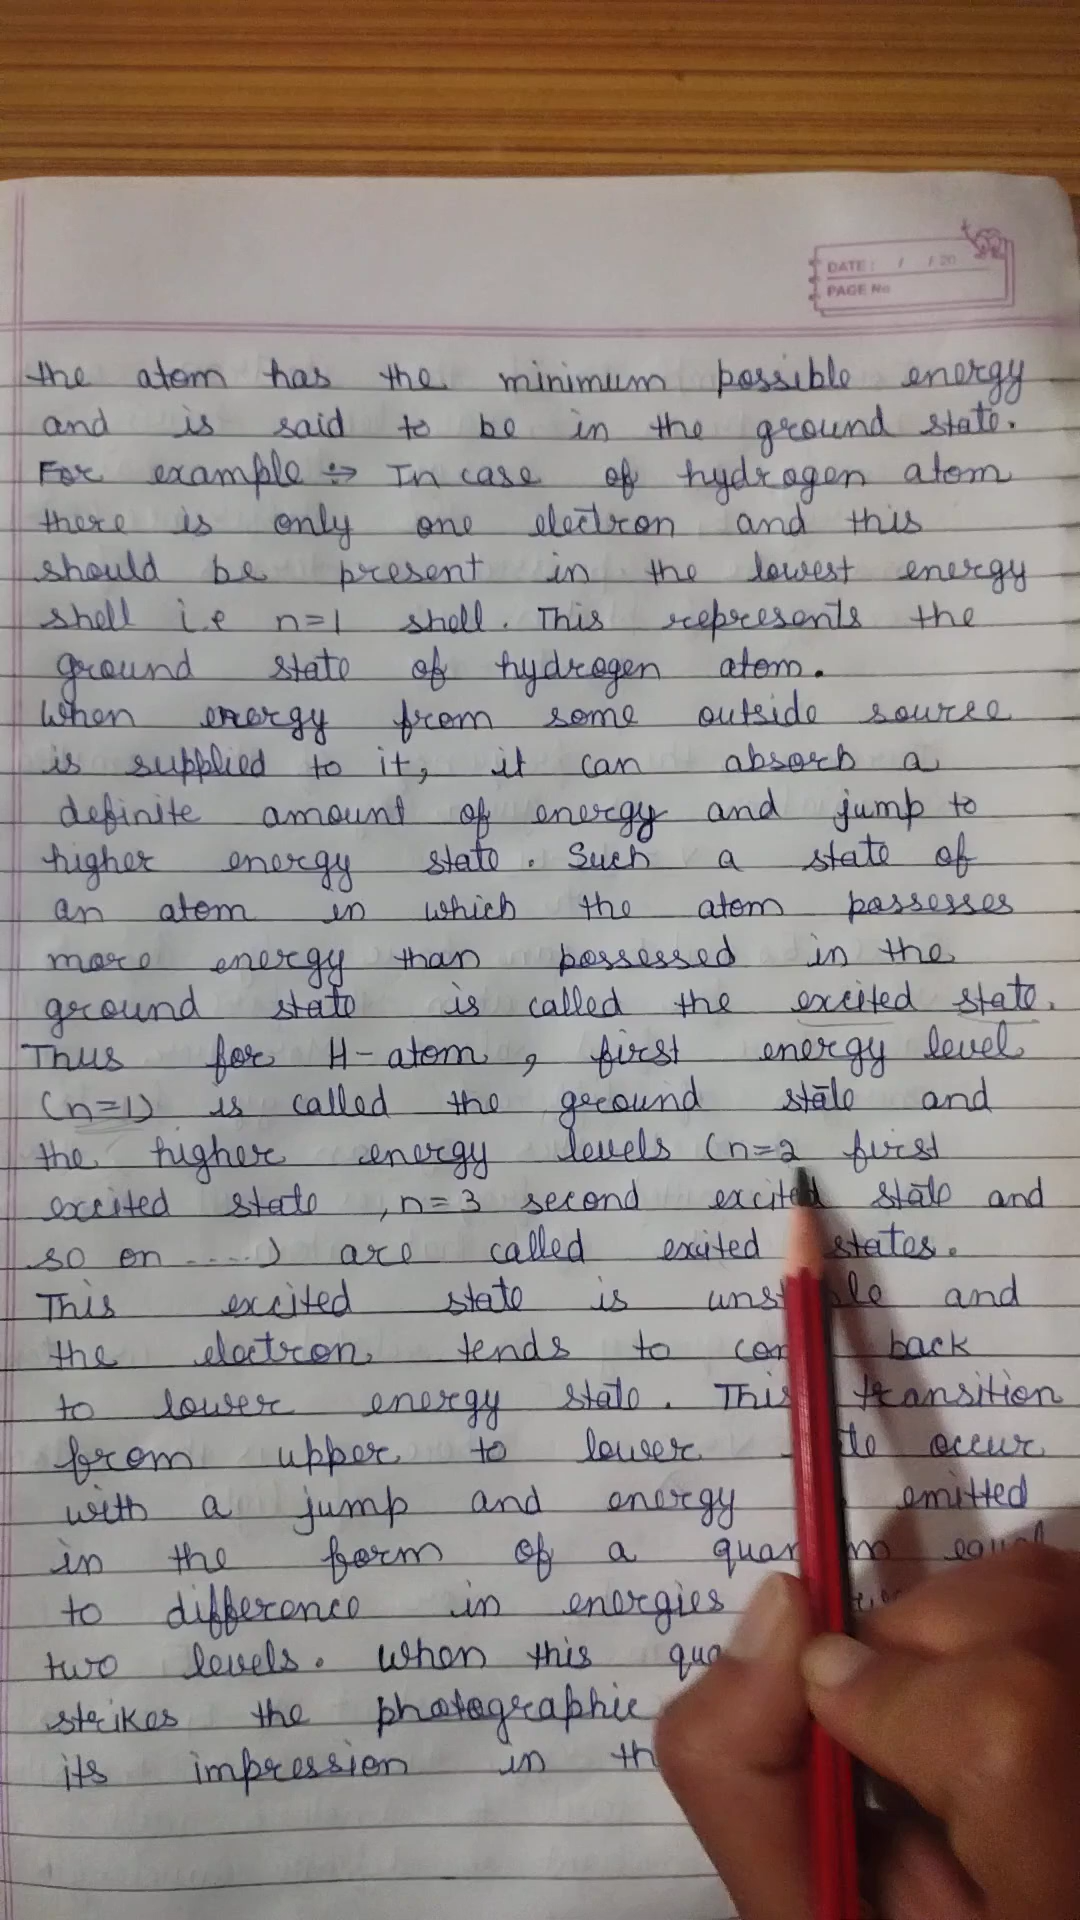 DATE: / / 20
PAGE No
the atom has the minimum possible energy
and is said to be in the ground state.
For example :→ In case of hydrogen atom
there is only one electron and this
should be present in the lowest energy
shell i.e n=1 shell. This represents the
ground state of hydrogen atom.
When energy from some outside source
is supplied to it, it can absorb a
definite amount of energy and jump to
higher energy state. Such a state of
an atom in which the atom possesses
more energy than possessed in the
ground state is called the excited state.
Thus for H-atom, first energy level
(n=1) is called the ground state and
the higher energy levels (n=2 first
excited state, n=3 second excited state and
so on .....) are called excited states.
This excited state is and
the electron tends to back
to lower energy state. This transition
from upper to lower occur
with a jump and energy emitted
in the form of a
to difference in energies
two levels. When this
strikes the photographic
its impression in